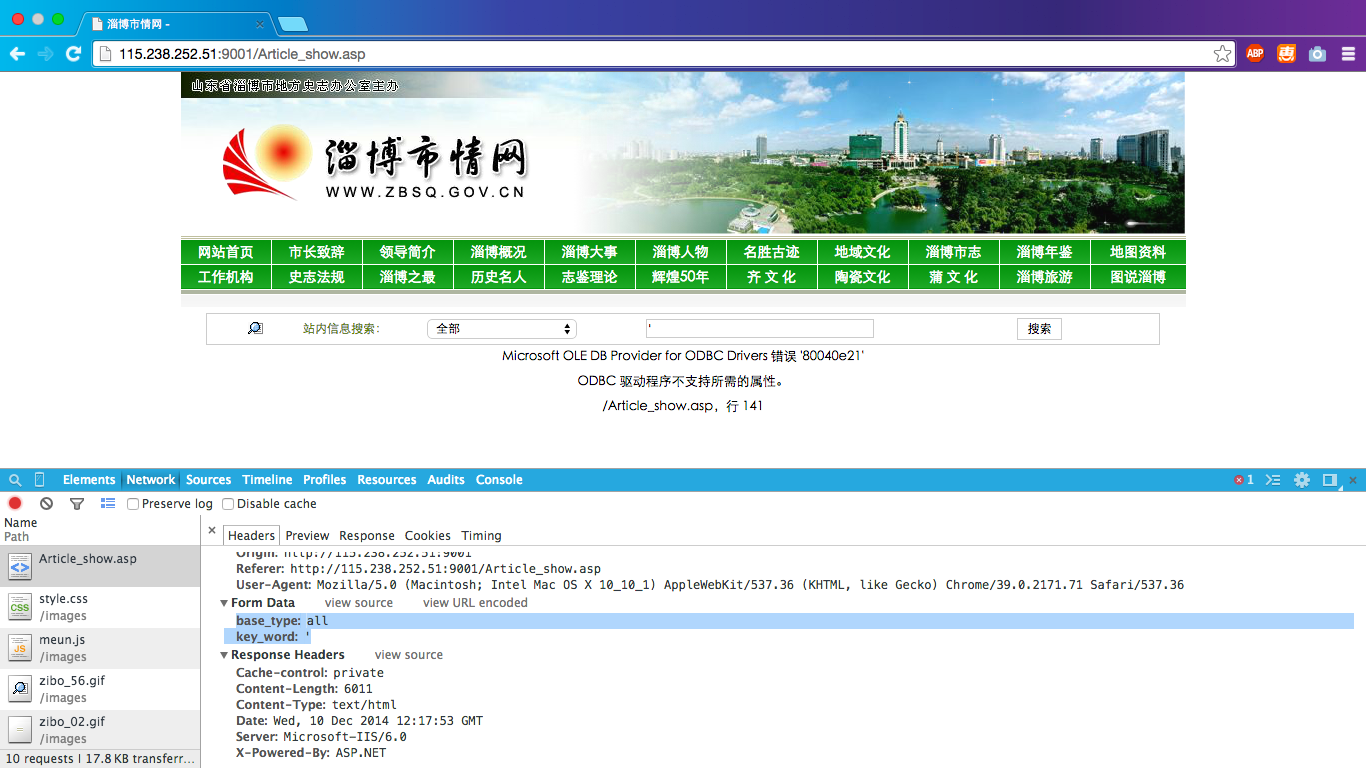 淄博市情网 -
115.238.252.51:9001/Article_show.asp
ABP
惠
山东省淄博市地方史志办公室主办
淄博市情网
WWW.ZBSQ.GOV.CN
网站首页 市长致辞 领导简介 淄博概况 淄博大事 淄博人物 名胜古迹 地域文化 淄博市志 淄博年鉴 地图资料
工作机构 史志法规 淄博之最 历史名人 志鉴理论 辉煌50年 齐 文 化 陶瓷文化 蒲 文 化 淄博旅游 图说淄博
站内信息搜索: 全部 ' 搜索
Microsoft OLE DB Provider for ODBC Drivers 错误 '80040e21'
ODBC 驱动程序不支持所需的属性。
/Article_show.asp，行 141
Elements Network Sources Timeline Profiles Resources Audits Console 1
Preserve log Disable cache
Name
Path
Headers Preview Response Cookies Timing
Article_show.asp
style.css
/images
meun.js
/images
zibo_56.gif
/images
zibo_02.gif
/images
10 requests | 17.8 KB transferr...
Origin: http://115.238.252.51:9001
Referer: http://115.238.252.51:9001/Article_show.asp
User-Agent: Mozilla/5.0 (Macintosh; Intel Mac OS X 10_10_1) AppleWebKit/537.36 (KHTML, like Gecko) Chrome/39.0.2171.71 Safari/537.36
Form Data view source view URL encoded
base_type: all
key_word: '
Response Headers view source
Cache-control: private
Content-Length: 6011
Content-Type: text/html
Date: Wed, 10 Dec 2014 12:17:53 GMT
Server: Microsoft-IIS/6.0
X-Powered-By: ASP.NET